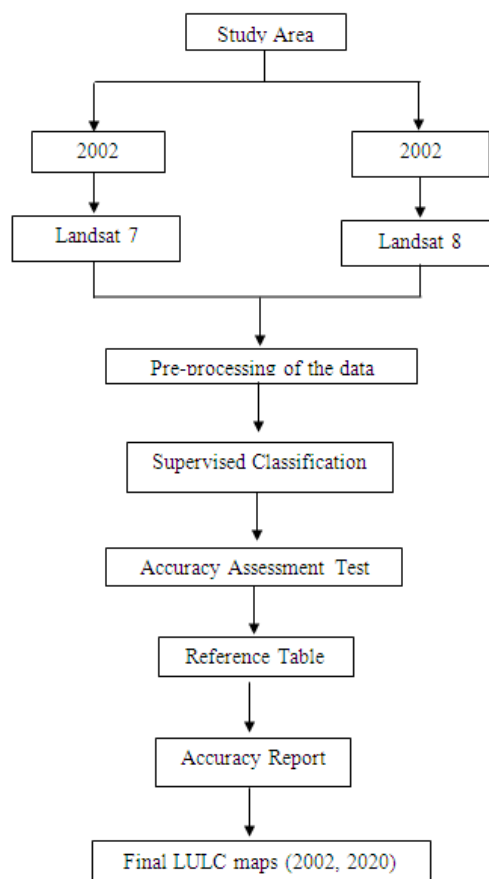 Study Area
2002
2002
Landsat 7
Landsat 8
Pre-processing of the data
Supervised Classification
Accuracy Assessment Test
Reference Table
Accuracy Report
Final LULC maps (2002, 2020)